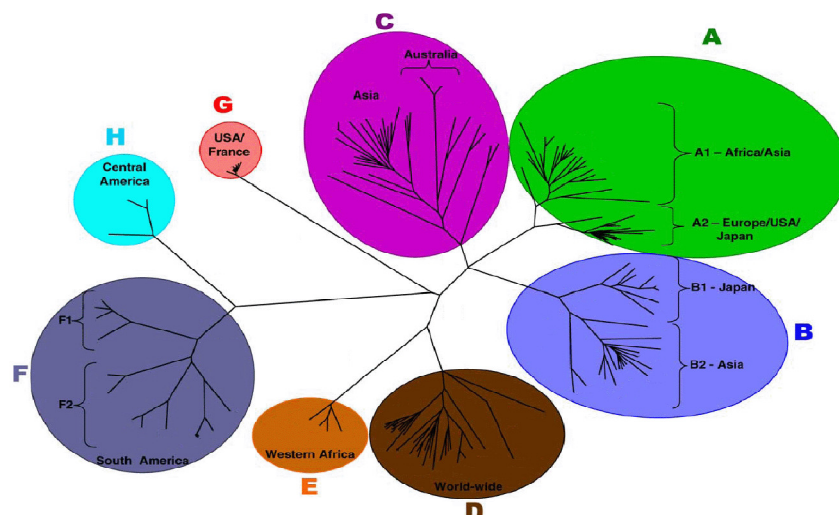 C
A
Australia
Asia
G
USA/
France
H
Central
America
A1 – Africa/Asia
A2 – Europe/USA/
Japan
B1 - Japan
B
B2 - Asia
F1
F
F2
South America
Western Africa
E
World-wide
D